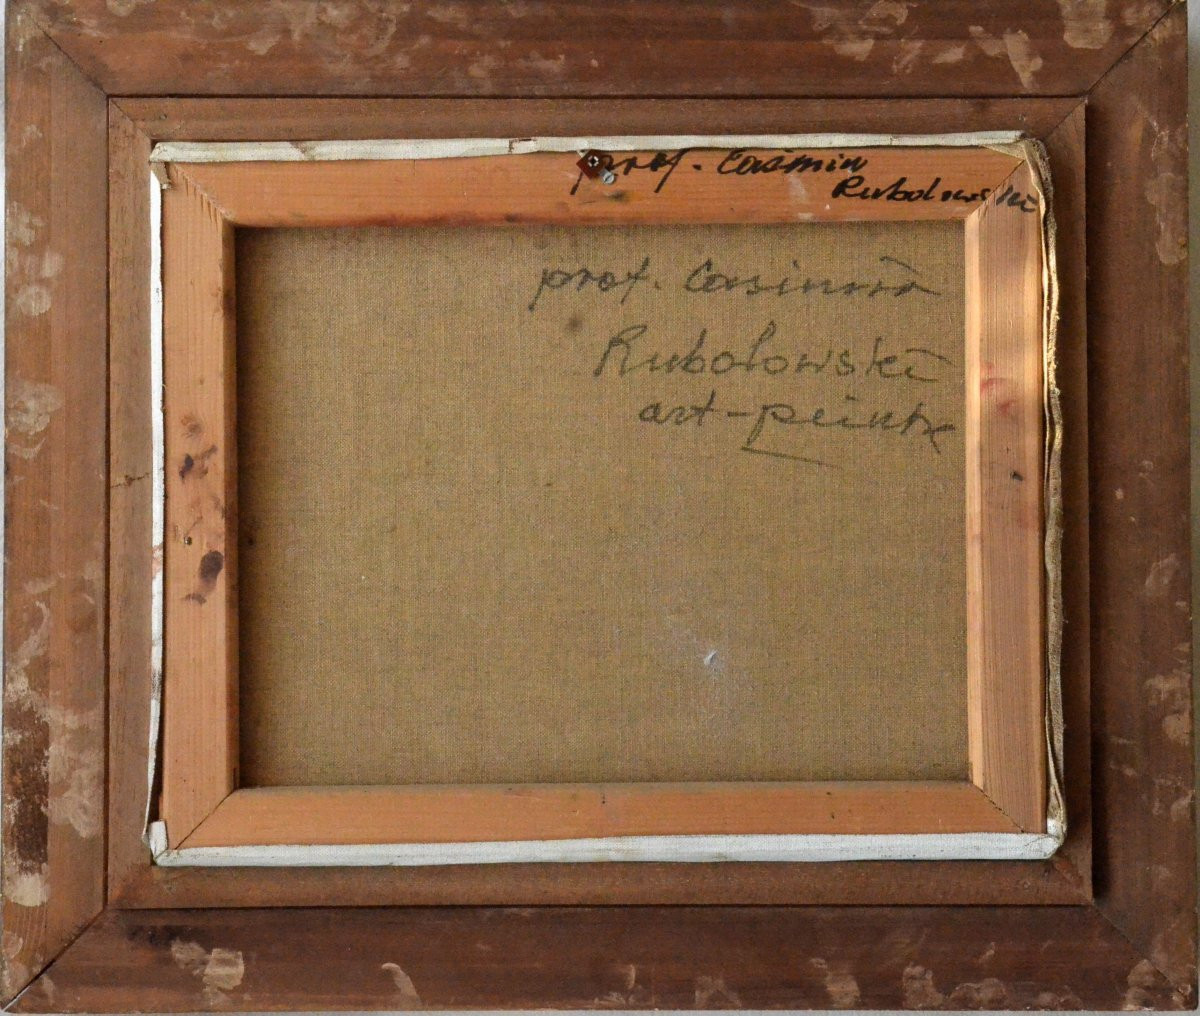 prof. Casimir
Rubolowski
prof. Casimir
Rubolowski
art-peintre